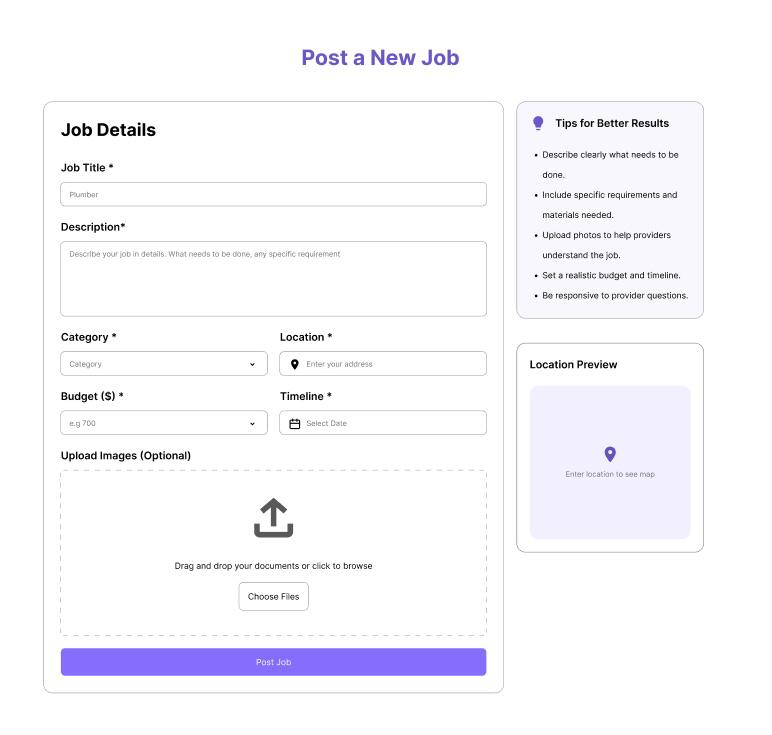 Post a New Job
Job Details
Job Title *
Plumber
Description*
Describe your job in details. What needs to be done, any specific requirement
Category *
Location *
Category
Enter your address
Budget ($) *
Timeline *
e.g 700
Select Date
Upload Images (Optional)
Drag and drop your documents or click to browse
Choose Files
Post Job
Tips for Better Results
• Describe clearly what needs to be
done.
• Include specific requirements and
materials needed.
• Upload photos to help providers
understand the job.
• Set a realistic budget and timeline.
• Be responsive to provider questions.
Location Preview
Enter location to see map